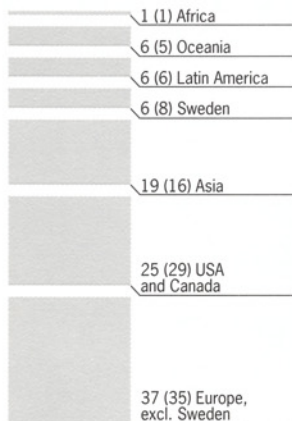 1 (1) Africa
6 (5) Oceania
6 (6) Latin America
6 (8) Sweden
19 (16) Asia
25 (29) USA
and Canada
37 (35) Europe,
excl. Sweden